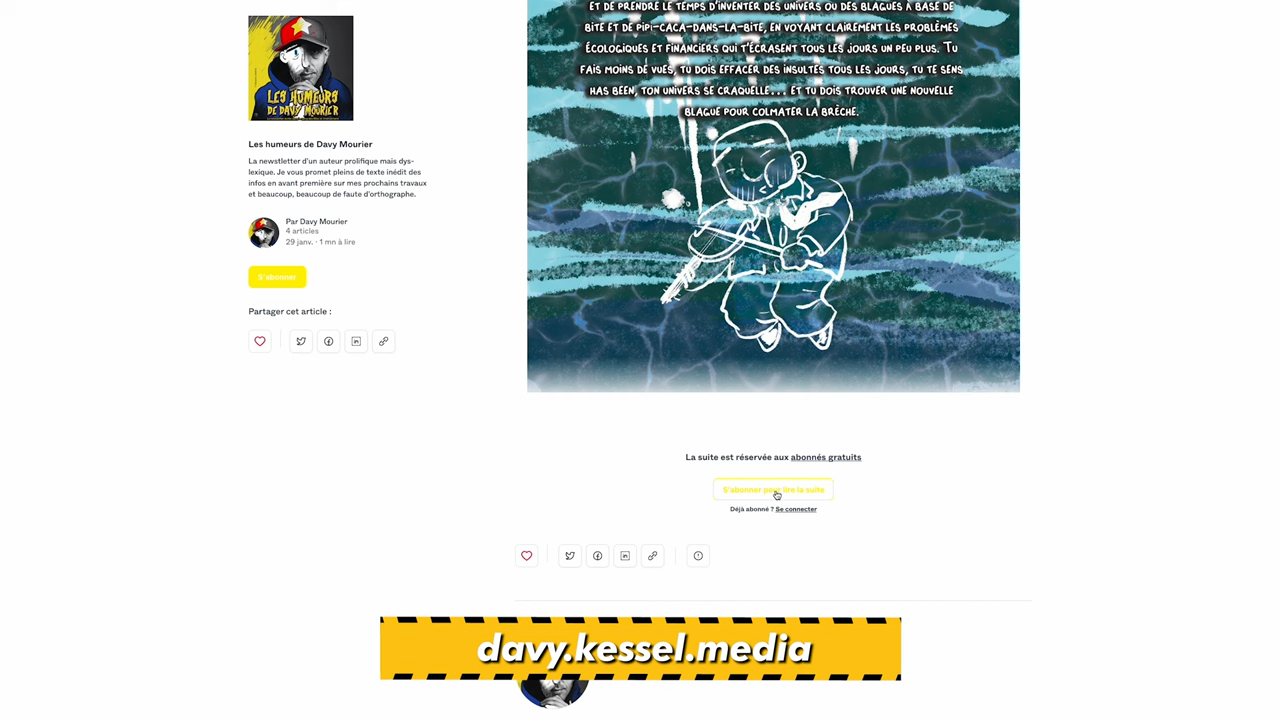 LES HUMEURS
DE DAVY MOURIER
Les humeurs de Davy Mourier
La newstletter d'un auteur prolifique mais dys-
lexique. Je vous promet pleins de texte inédit des
infos en avant première sur mes prochains travaux
et beaucoup, beaucoup de faute d'orthographe.
Par Davy Mourier
4 articles
29 janv. · 1 mn à lire
S'abonner
Partager cet article :
ET DE PRENDRE LE TEMPS D'INVENTER DES UNIVERS OU DES BLAGUES À BASE DE
BITE ET DE PIPI-CACA-DANS-LA-BITE, EN VOYANT CLAIREMENT LES PROBLÈMES
ÉCOLOGIQUES ET FINANCIERS QUI T'ÉCRASENT TOUS LES JOURS UN PEU PLUS. TU
FAIS MOINS DE VUES, TU DOIS EFFACER DES INSULTES TOUS LES JOURS, TU TE SENS
HAS BEEN, TON UNIVERS SE CRAQUELLE... ET TU DOIS TROUVER UNE NOUVELLE
BLAGUE POUR COLMATER LA BRÈCHE.
La suite est réservée aux abonnés gratuits
S'abonner pour lire la suite
Déjà abonné ? Se connecter
davy.kessel.media